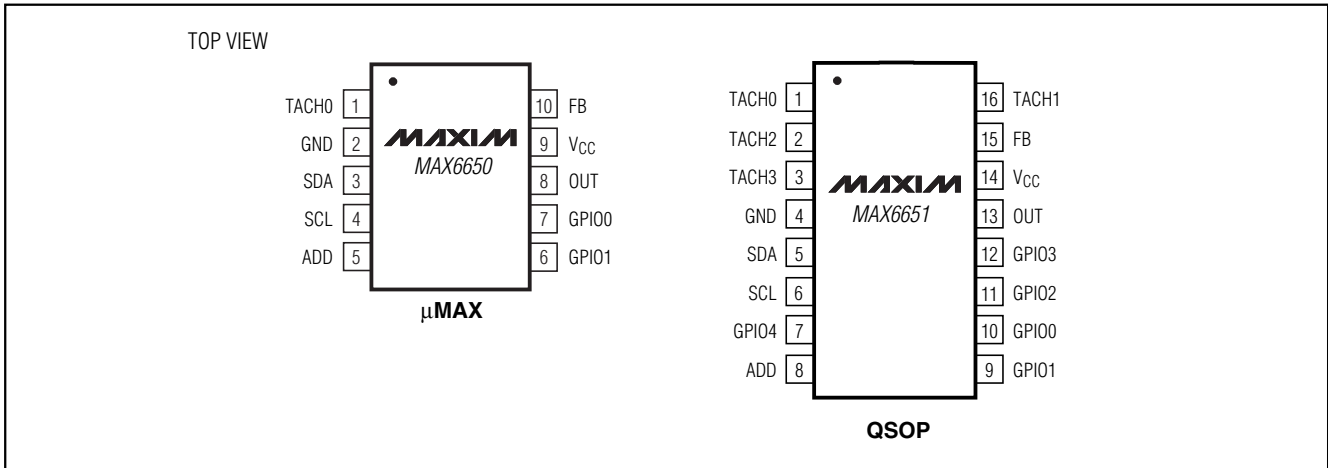 TOP VIEW
TACH0 1
GND 2
SDA 3
SCL 4
ADD 5
MAXIM
MAX6650
10 FB
9 VCC
8 OUT
7 GPIO0
6 GPIO1
μMAX
TACH0 1
TACH2 2
TACH3 3
GND 4
SDA 5
SCL 6
GPIO4 7
ADD 8
MAXIM
MAX6651
16 TACH1
15 FB
14 VCC
13 OUT
12 GPIO3
11 GPIO2
10 GPIO0
9 GPIO1
QSOP